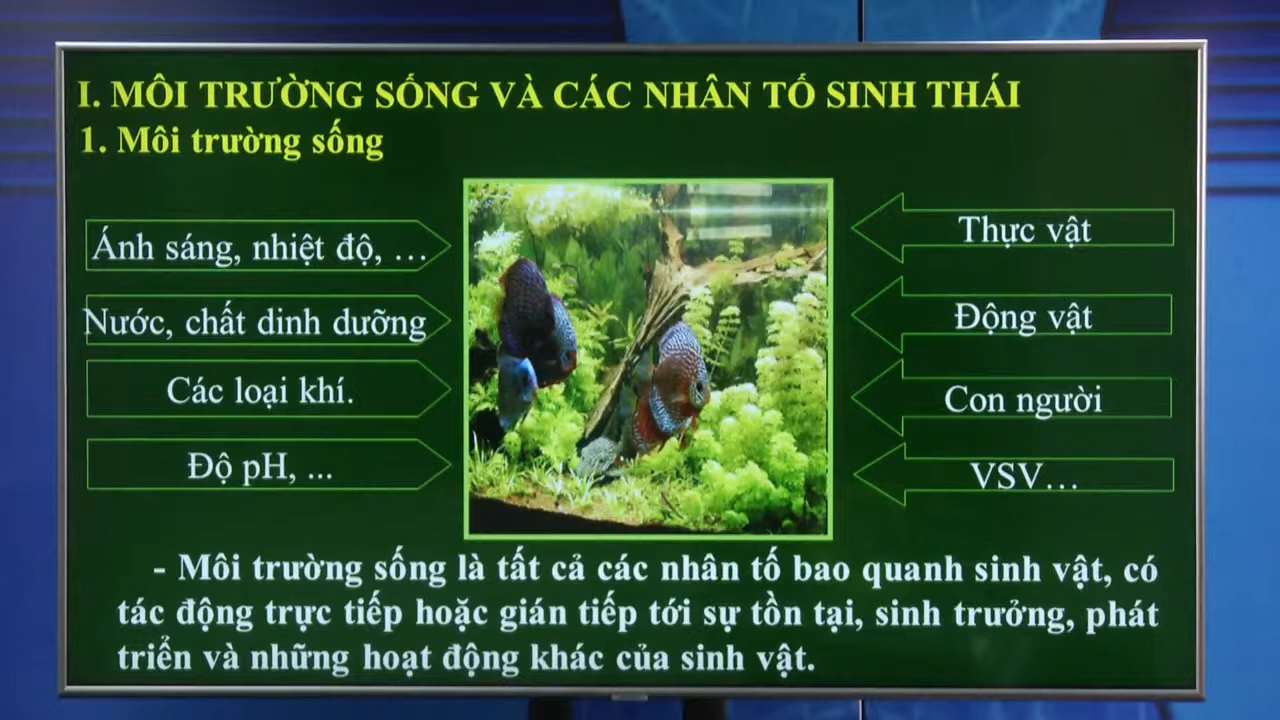 I. MÔI TRƯỜNG SỐNG VÀ CÁC NHÂN TỐ SINH THÁI
1. Môi trường sống
Ánh sáng, nhiệt độ, …
Nước, chất dinh dưỡng
Các loại khí.
Độ pH, ...
Thực vật
Động vật
Con người
VSV…
- Môi trường sống là tất cả các nhân tố bao quanh sinh vật, có
tác động trực tiếp hoặc gián tiếp tới sự tồn tại, sinh trưởng, phát
triển và những hoạt động khác của sinh vật.